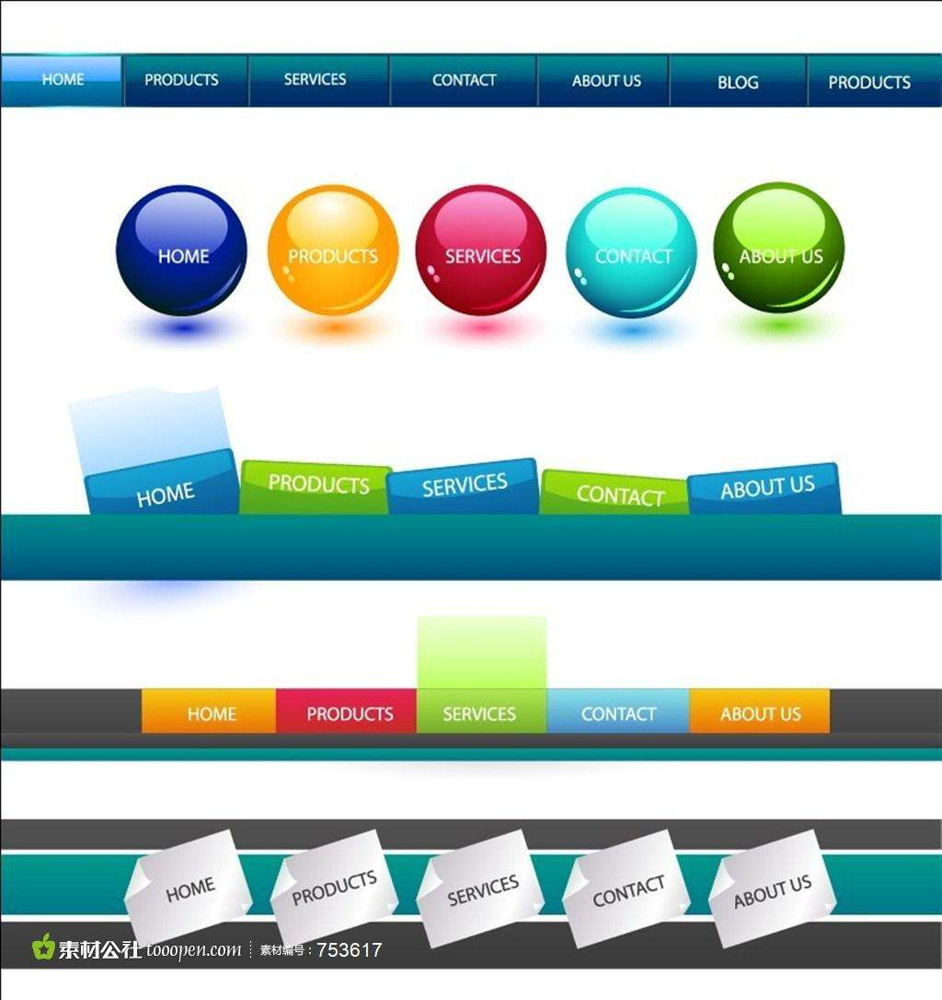 HOME PRODUCTS SERVICES CONTACT ABOUT US BLOG PRODUCTS
HOME PRODUCTS SERVICES CONTACT ABOUT US
HOME PRODUCTS SERVICES CONTACT ABOUT US
HOME PRODUCTS SERVICES CONTACT ABOUT US
HOME PRODUCTS SERVICES CONTACT ABOUT US
素材公社 tooopen.com 素材编号：753617